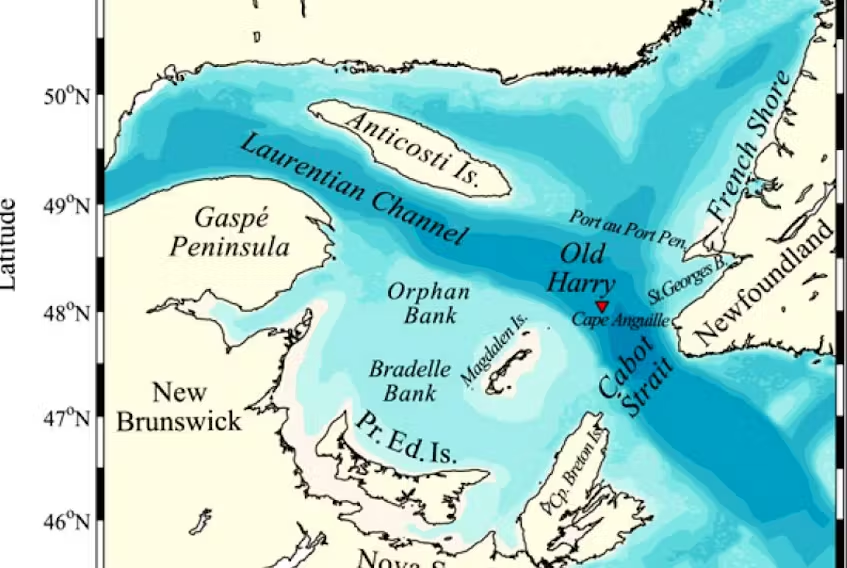 Latitude
50°N
49°N
48°N
47°N
46°N
Anticosti Is.
Laurentian Channel
French Shore
Gaspé
Peninsula
Port au Port Pen.
Old
Harry
St.Georges B.
Newfoundland
Orphan
Bank
Cape Anguille
Magdalen Is.
Cabot
Strait
Bradelle
Bank
New
Brunswick
Pr. Ed. Is.
Cp. Breton Is.
Nova S